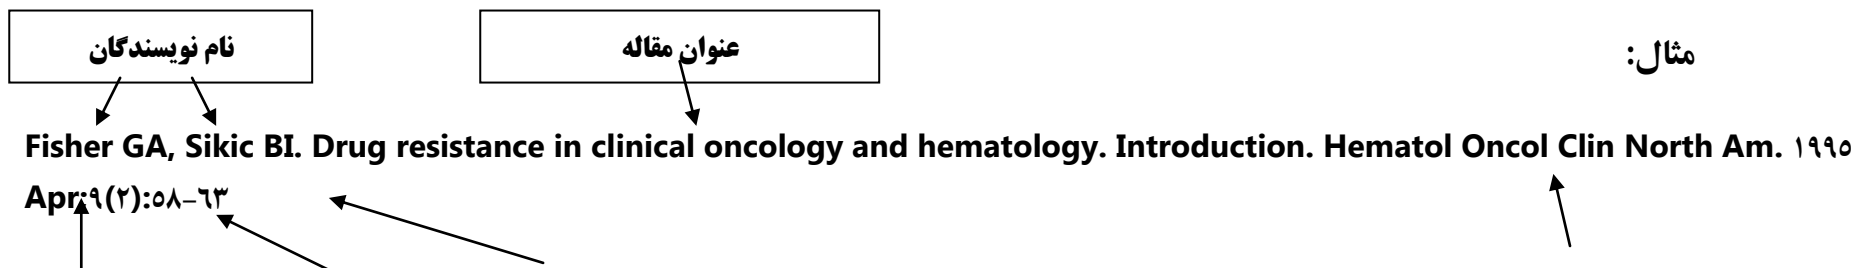 مثال:
عنوان مقاله
نام نویسندگان
Fisher GA, Sikic BI. Drug resistance in clinical oncology and hematology. Introduction. Hematol Oncol Clin North Am. ۱۹۹۵
Apr;۹(۲):۵۸-۶۳